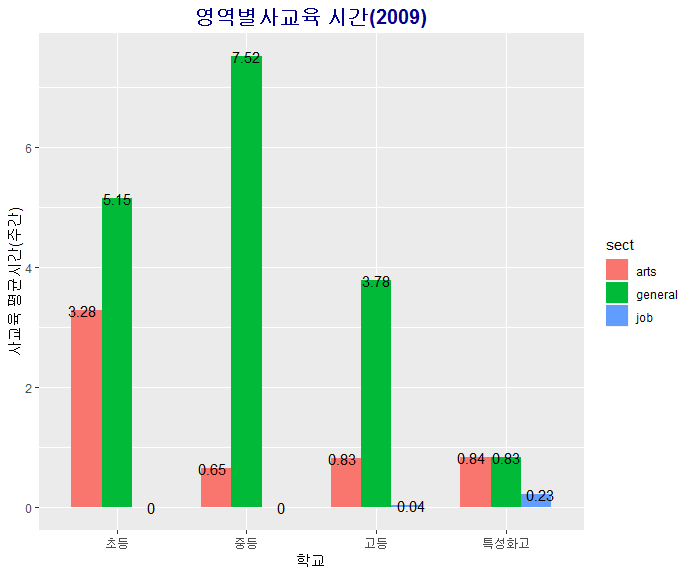 영역별사교육 시간(2009)
사교육 평균시간(주간)
6
4
2
0
3.28
5.15
0
0.65
7.52
0
0.83
3.78
0.04
0.84
0.83
0.23
초등
중등
고등
특성화고
학교
sect
arts
general
job